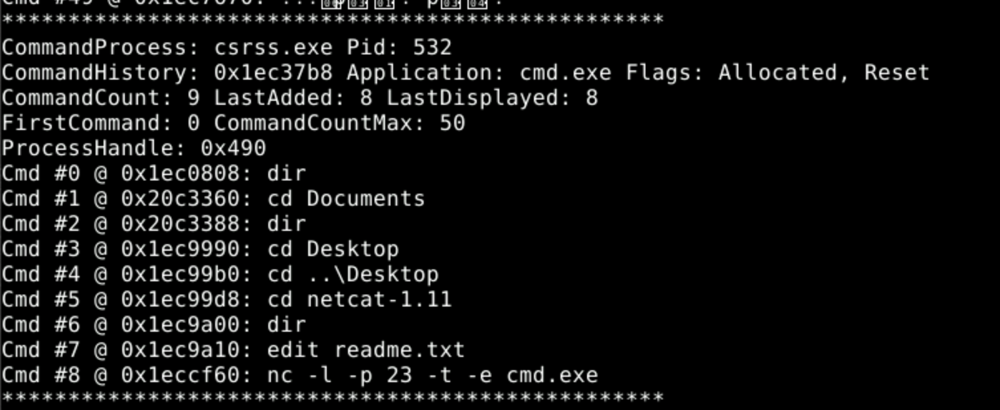 ****************************************************
CommandProcess: csrss.exe Pid: 532
CommandHistory: 0x1ec37b8 Application: cmd.exe Flags: Allocated, Reset
CommandCount: 9 LastAdded: 8 LastDisplayed: 8
FirstCommand: 0 CommandCountMax: 50
ProcessHandle: 0x490
Cmd #0 @ 0x1ec0808: dir
Cmd #1 @ 0x20c3360: cd Documents
Cmd #2 @ 0x20c3388: dir
Cmd #3 @ 0x1ec9990: cd Desktop
Cmd #4 @ 0x1ec99b0: cd ..\Desktop
Cmd #5 @ 0x1ec99d8: cd netcat-1.11
Cmd #6 @ 0x1ec9a00: dir
Cmd #7 @ 0x1ec9a10: edit readme.txt
Cmd #8 @ 0x1eccf60: nc -l -p 23 -t -e cmd.exe
**************************************************